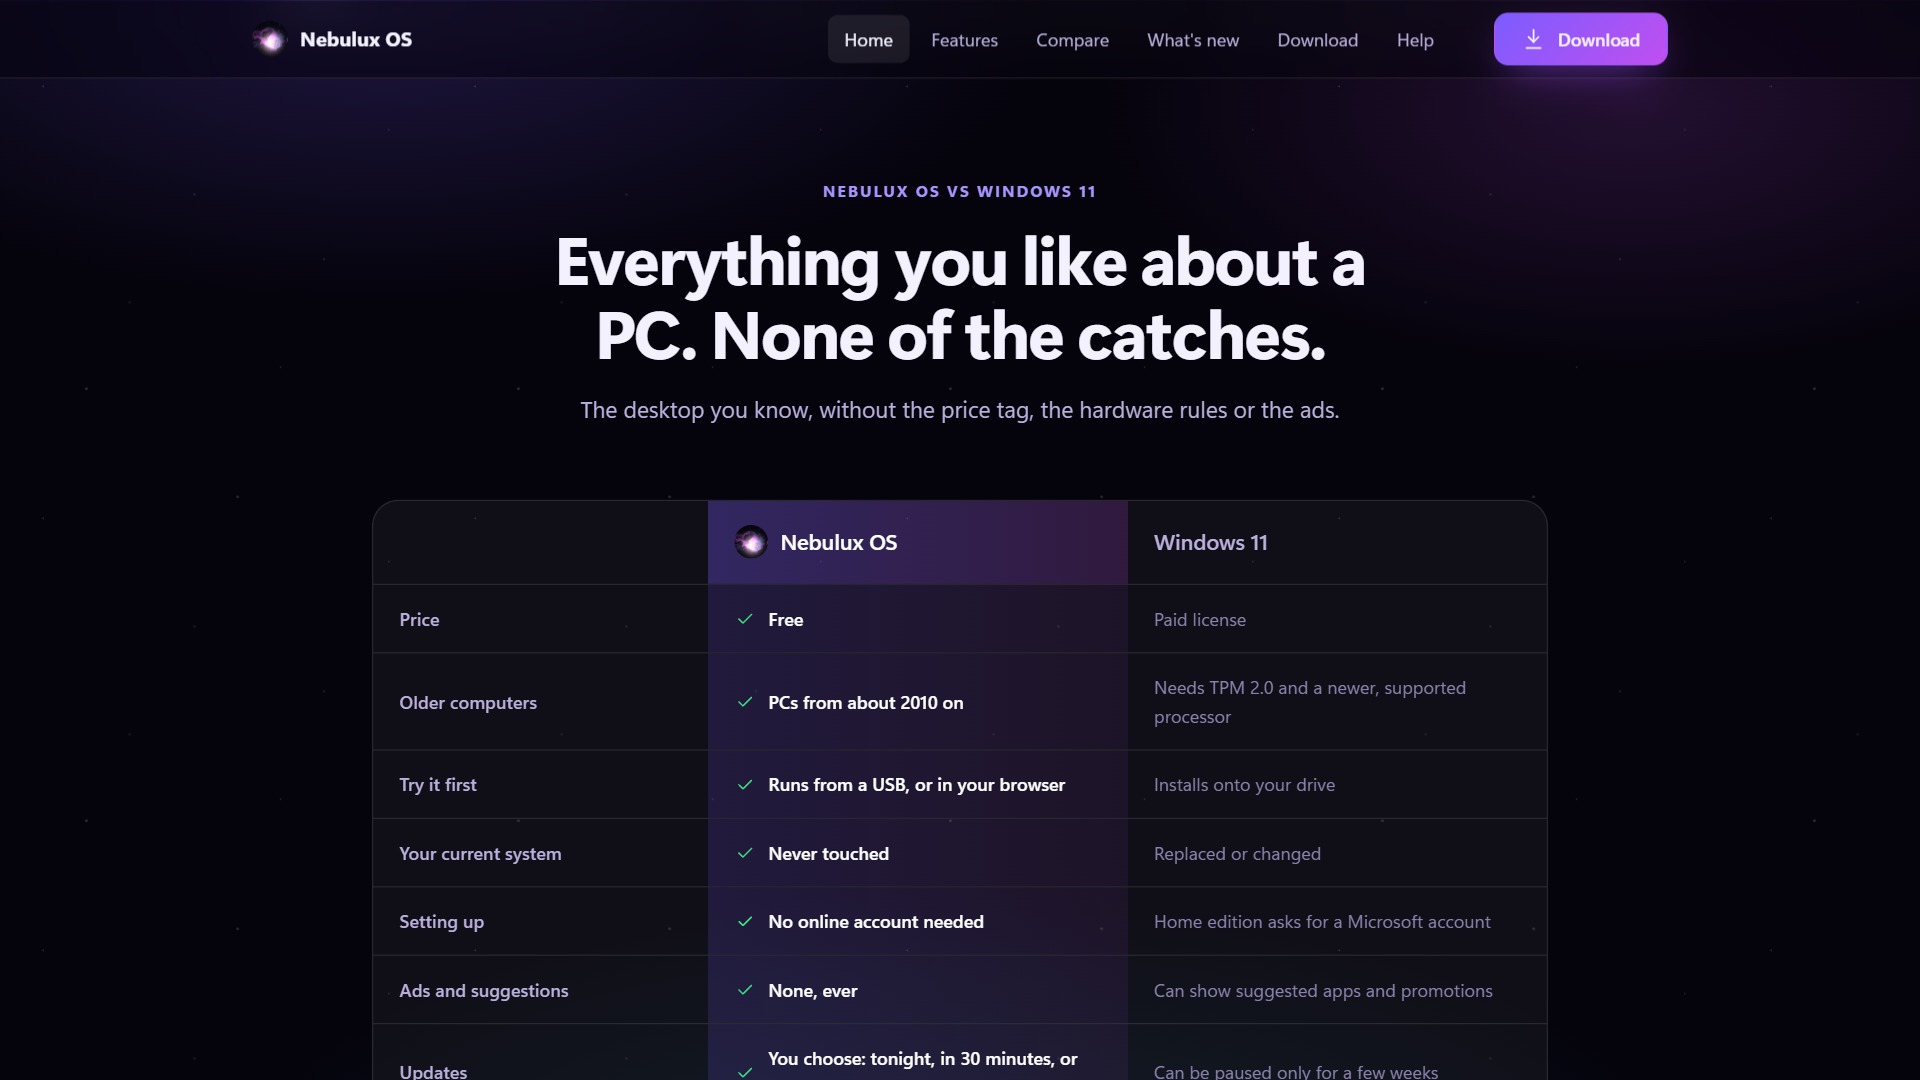 Nebulux OS
Home
Features
Compare
What's new
Download
Help
Download
NEBULUX OS VS WINDOWS 11
Everything you like about a
PC. None of the catches.
The desktop you know, without the price tag, the hardware rules or the ads.
Nebulux OS
Windows 11
Price
Free
Paid license
Older computers
PCs from about 2010 on
Needs TPM 2.0 and a newer, supported
processor
Try it first
Runs from a USB, or in your browser
Installs onto your drive
Your current system
Never touched
Replaced or changed
Setting up
No online account needed
Home edition asks for a Microsoft account
Ads and suggestions
None, ever
Can show suggested apps and promotions
Updates
You choose: tonight, in 30 minutes, or
Can be paused only for a few weeks